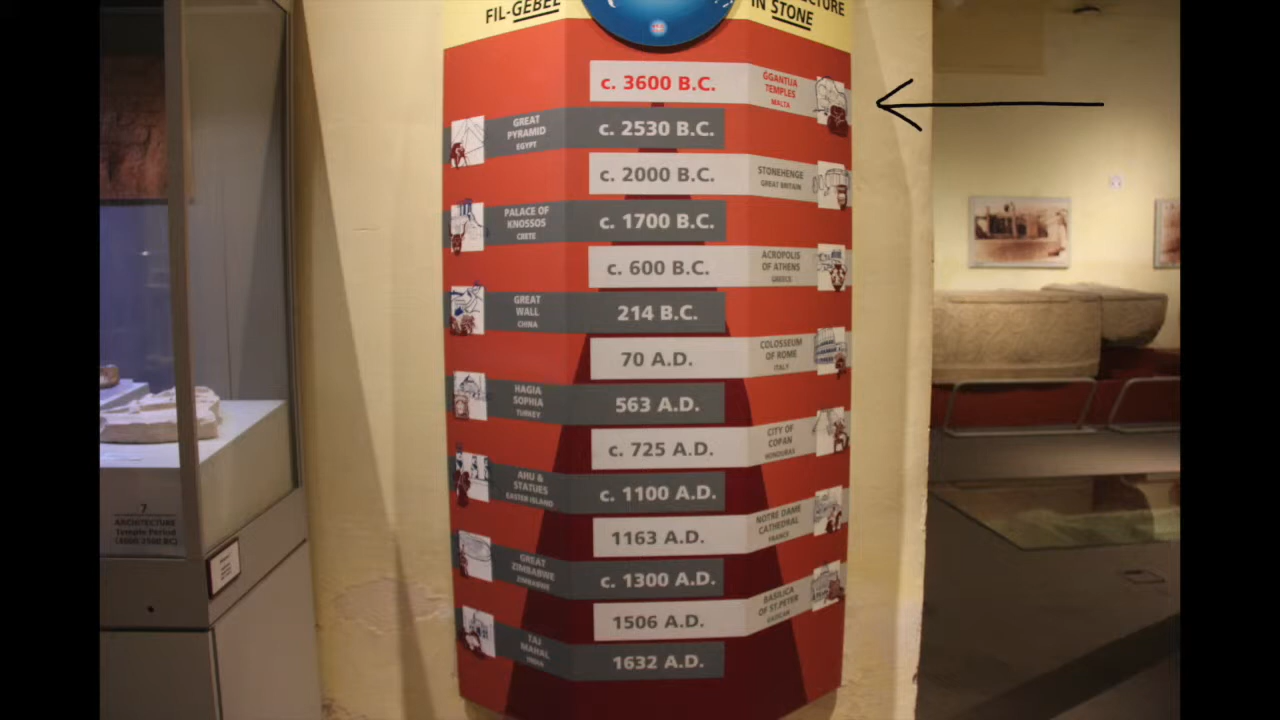 FIL-GEBEL
IN STONE
c. 3600 B.C.
ĠGANTIJA
TEMPLES
MALTA
GREAT
PYRAMID
EGYPT
c. 2530 B.C.
c. 2000 B.C.
STONEHENGE
GREAT BRITAIN
PALACE OF
KNOSSOS
CRETE
c. 1700 B.C.
c. 600 B.C.
ACROPOLIS
OF ATHENS
GREECE
GREAT
WALL
CHINA
214 B.C.
70 A.D.
COLOSSEUM
OF ROME
ITALY
HAGIA
SOPHIA
TURKEY
563 A.D.
c. 725 A.D.
CITY OF
COPAN
HONDURAS
AHU &
STATUES
EASTER ISLAND
c. 1100 A.D.
1163 A.D.
NOTRE DAME
CATHEDRAL
FRANCE
GREAT
ZIMBABWE
ZIMBABWE
c. 1300 A.D.
1506 A.D.
BASILICA
OF ST.PETER
VATICAN
TAJ
MAHAL
INDIA
1632 A.D.
7
ARCHITECTURE
Temple Period